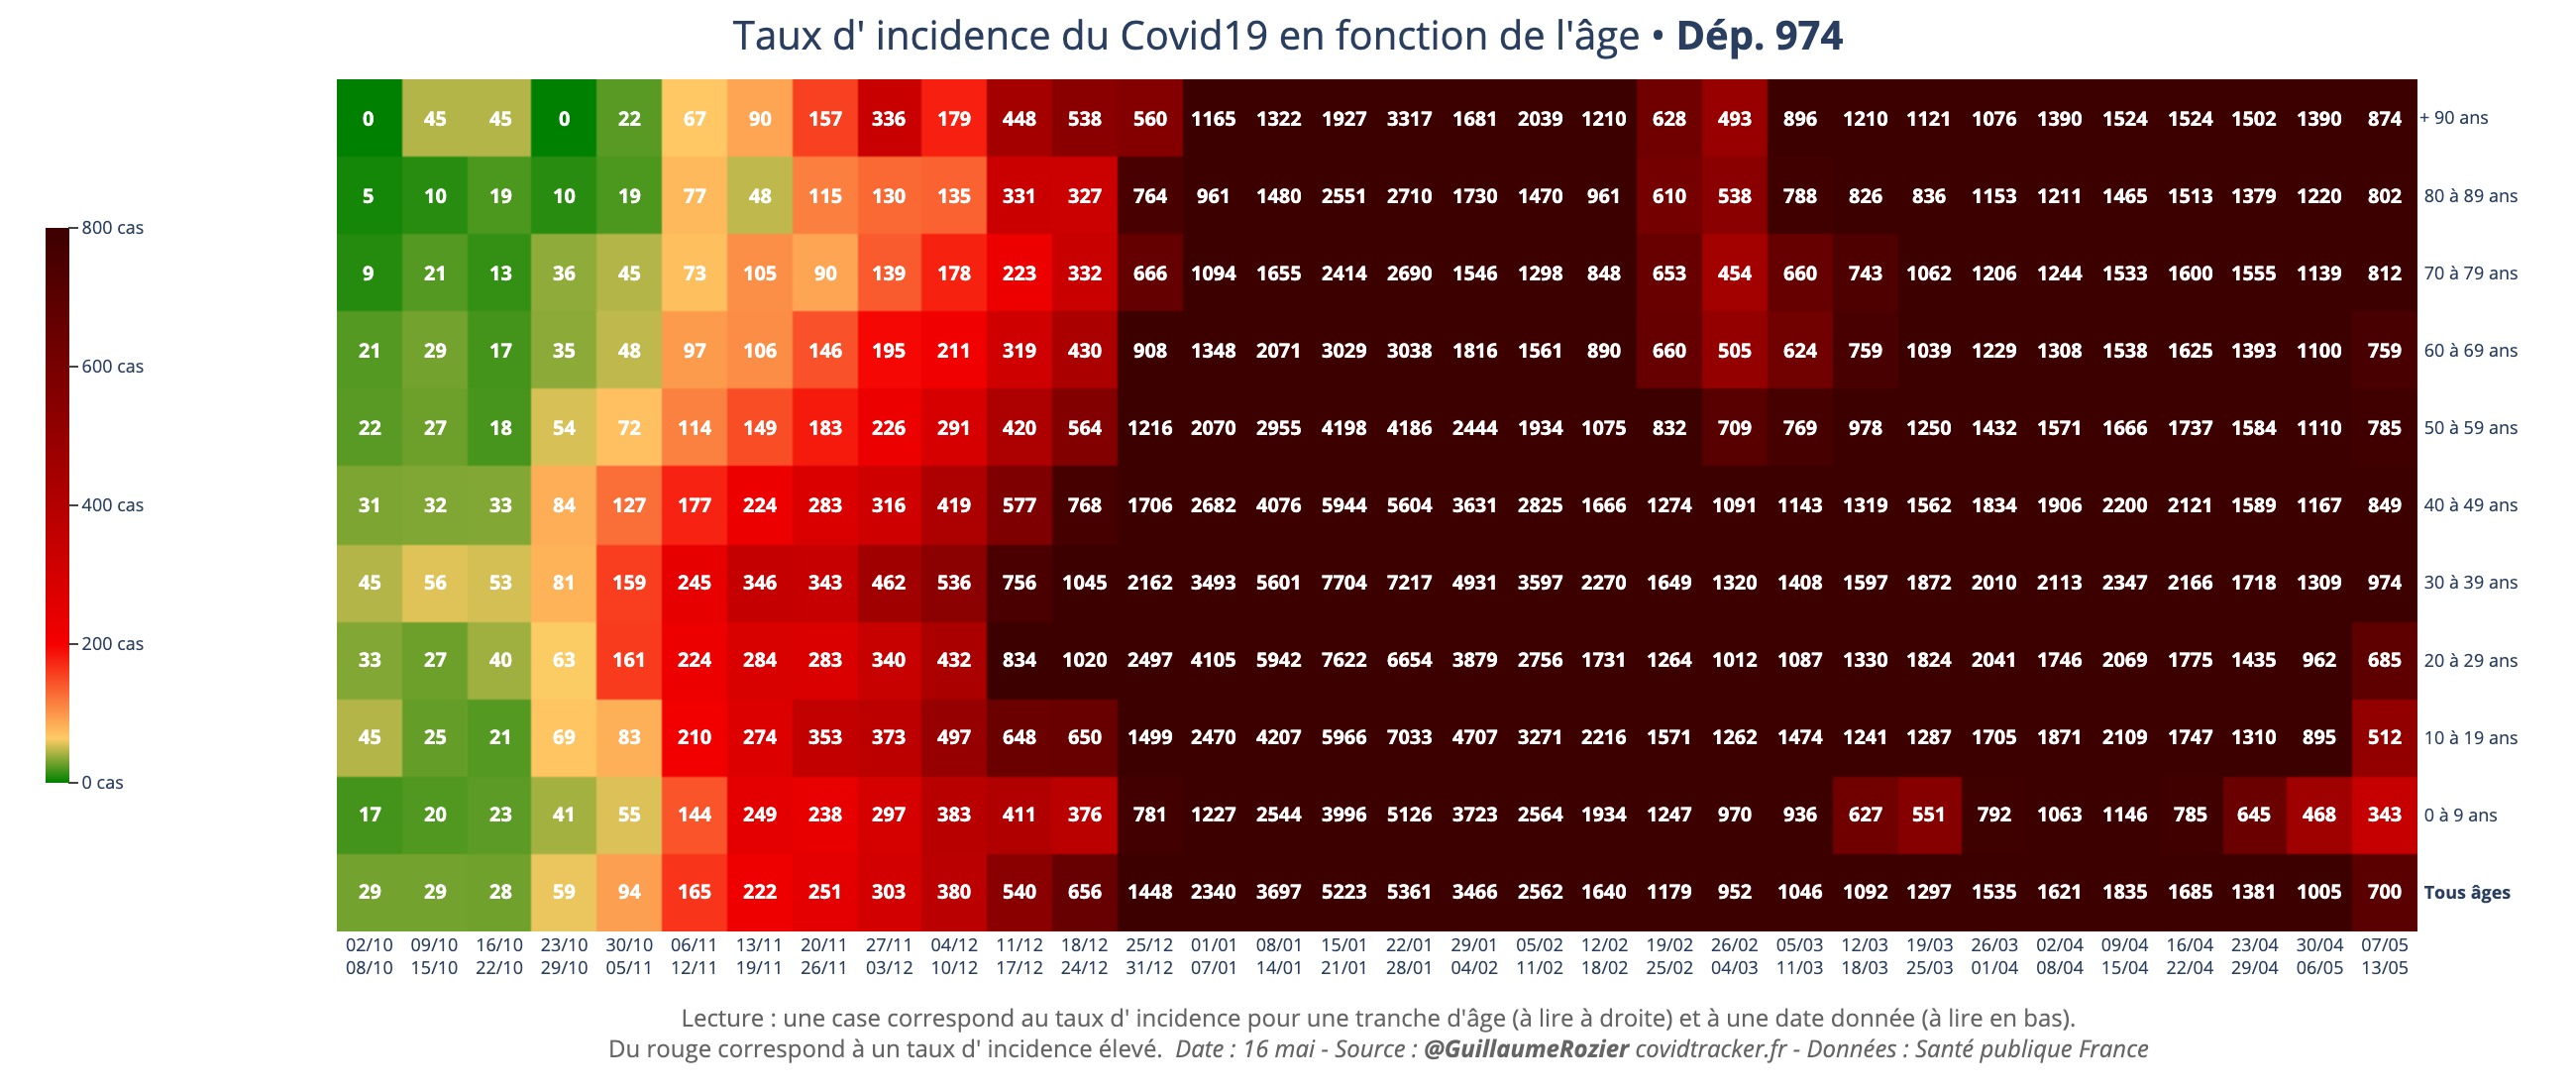 Taux d' incidence du Covid19 en fonction de l'âge • Dép. 974
0 45 45 0 22 67 90 157 336 179 448 538 560 1165 1322 1927 3317 1681 2039 1210 628 493 896 1210 1121 1076 1390 1524 1524 1502 1390 874 + 90 ans
5 10 19 10 19 77 48 115 130 135 331 327 764 961 1480 2551 2710 1730 1470 961 610 538 788 826 836 1153 1211 1465 1513 1379 1220 802 80 à 89 ans
9 21 13 36 45 73 105 90 139 178 223 332 666 1094 1655 2414 2690 1546 1298 848 653 454 660 743 1062 1206 1244 1533 1600 1555 1139 812 70 à 79 ans
21 29 17 35 48 97 106 146 195 211 319 430 908 1348 2071 3029 3038 1816 1561 890 660 505 624 759 1039 1229 1308 1538 1625 1393 1100 759 60 à 69 ans
22 27 18 54 72 114 149 183 226 291 420 564 1216 2070 2955 4198 4186 2444 1934 1075 832 709 769 978 1250 1432 1571 1666 1737 1584 1110 785 50 à 59 ans
31 32 33 84 127 177 224 283 316 419 577 768 1706 2682 4076 5944 5604 3631 2825 1666 1274 1091 1143 1319 1562 1834 1906 2200 2121 1589 1167 849 40 à 49 ans
45 56 53 81 159 245 346 343 462 536 756 1045 2162 3493 5601 7704 7217 4931 3597 2270 1649 1320 1408 1597 1872 2010 2113 2347 2166 1718 1309 974 30 à 39 ans
33 27 40 63 161 224 284 283 340 432 834 1020 2497 4105 5942 7622 6654 3879 2756 1731 1264 1012 1087 1330 1824 2041 1746 2069 1775 1435 962 685 20 à 29 ans
45 25 21 69 83 210 274 353 373 497 648 650 1499 2470 4207 5966 7033 4707 3271 2216 1571 1262 1474 1241 1287 1705 1871 2109 1747 1310 895 512 10 à 19 ans
17 20 23 41 55 144 249 238 297 383 411 376 781 1227 2544 3996 5126 3723 2564 1934 1247 970 936 627 551 792 1063 1146 785 645 468 343 0 à 9 ans
29 29 28 59 94 165 222 251 303 380 540 656 1448 2340 3697 5223 5361 3466 2562 1640 1179 952 1046 1092 1297 1535 1621 1835 1685 1381 1005 700 Tous âges
02/10 09/10 16/10 23/10 30/10 06/11 13/11 20/11 27/11 04/12 11/12 18/12 25/12 01/01 08/01 15/01 22/01 29/01 05/02 12/02 19/02 26/02 05/03 12/03 19/03 26/03 02/04 09/04 16/04 23/04 30/04 07/05
08/10 15/10 22/10 29/10 05/11 12/11 19/11 26/11 03/12 10/12 17/12 24/12 31/12 07/01 14/01 21/01 28/01 04/02 11/02 18/02 25/02 04/03 11/03 18/03 25/03 01/04 08/04 15/04 22/04 29/04 06/05 13/05
800 cas
600 cas
400 cas
200 cas
0 cas
Lecture : une case correspond au taux d' incidence pour une tranche d'âge (à lire à droite) et à une date donnée (à lire en bas).
Du rouge correspond à un taux d' incidence élevé. Date : 16 mai - Source : @GuillaumeRozier covidtracker.fr - Données : Santé publique France